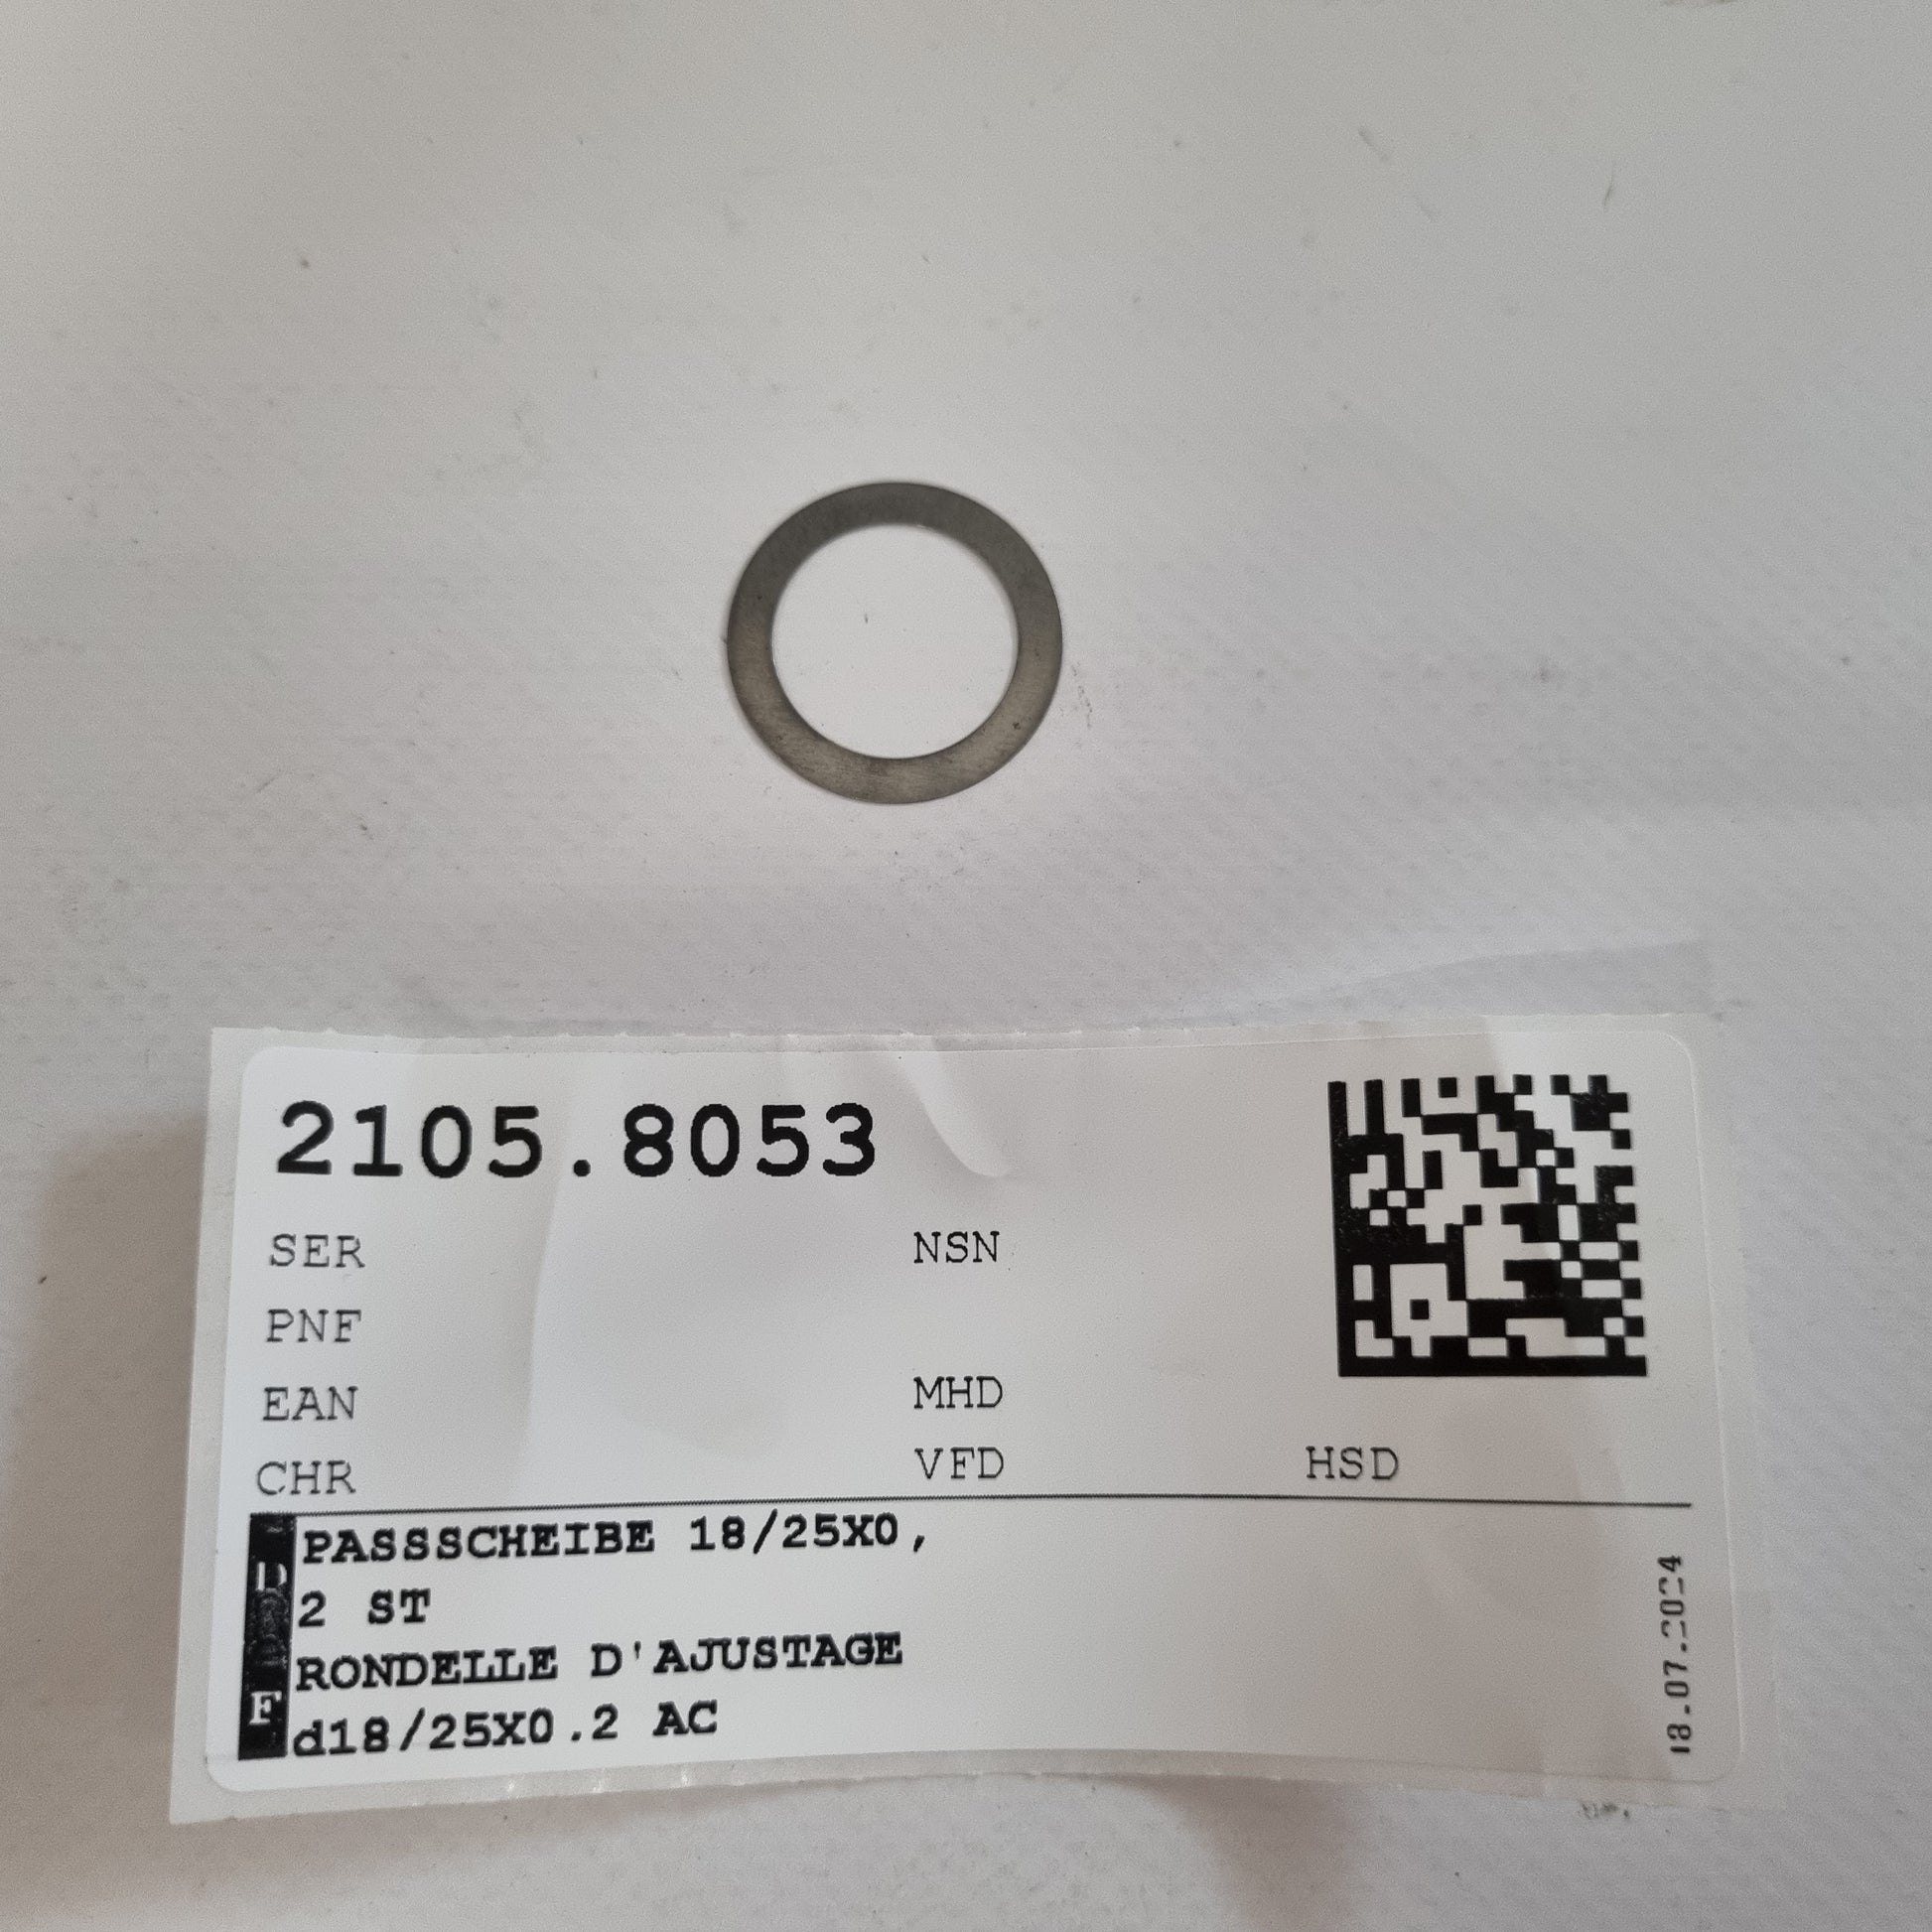 2105.8053
SER NSN
PNF
EAN MHD
CHR VFD HSD
D PASSSCHEIBE 18/25X0,
2 ST
RONDELLE D'AJUSTAGE
F d18/25X0.2 AC
18.07.2024